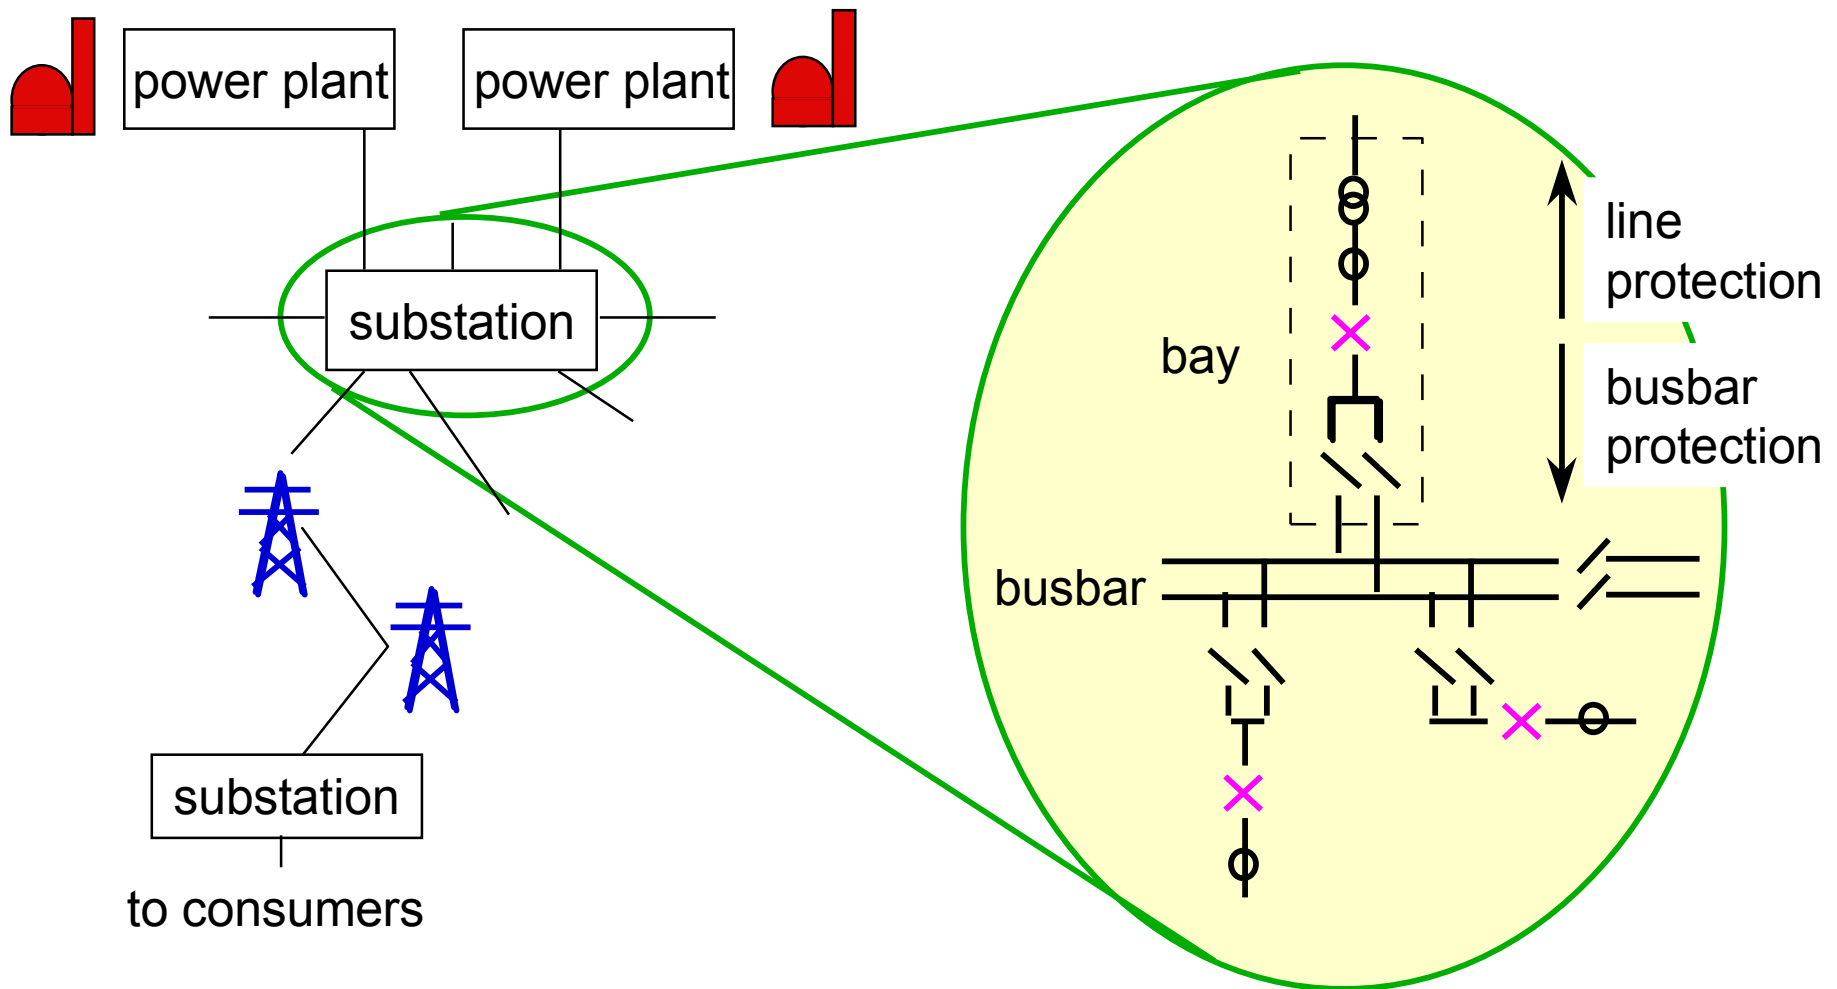 power plant
power plant
substation
substation
to consumers
line
protection
bay
busbar
protection
busbar